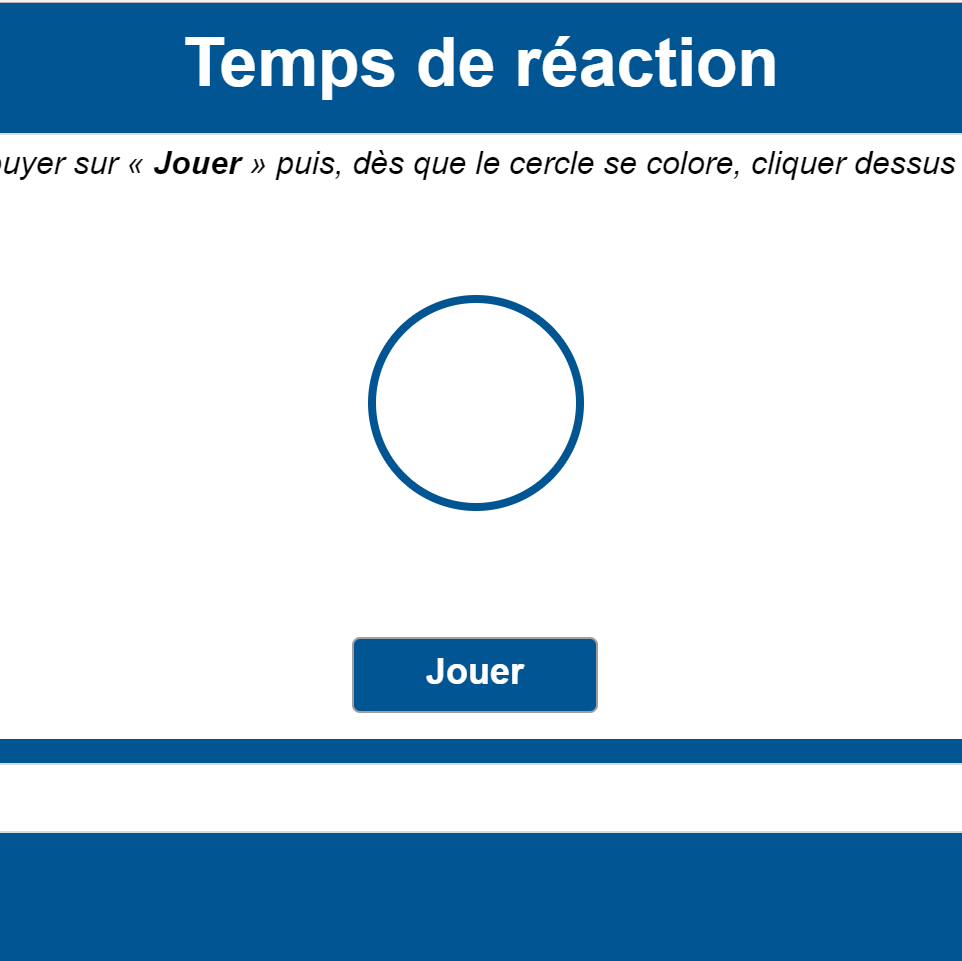 Temps de réaction
uyer sur « Jouer » puis, dès que le cercle se colore, cliquer dessus
Jouer